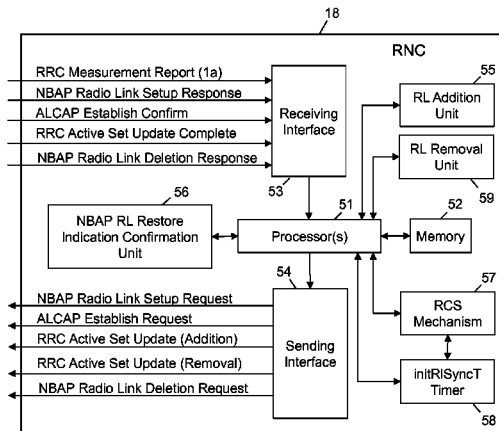 18
RNC
RRC Measurement Report (1a)
NBAP Radio Link Setup Response
ALCAP Establish Confirm
RRC Active Set Update Complete
NBAP Radio Link Deletion Response
Receiving
Interface
53
55
RL Addition
Unit
RL Removal
Unit
59
56
NBAP RL Restore
Indication Confirmation
Unit
51
Processor(s)
52
Memory
54
NBAP Radio Link Setup Request
ALCAP Establish Request
RRC Active Set Update (Addition)
RRC Active Set Update (Removal)
NBAP Radio Link Deletion Request
Sending
Interface
57
RCS
Mechanism
initRlSyncT
Timer
58